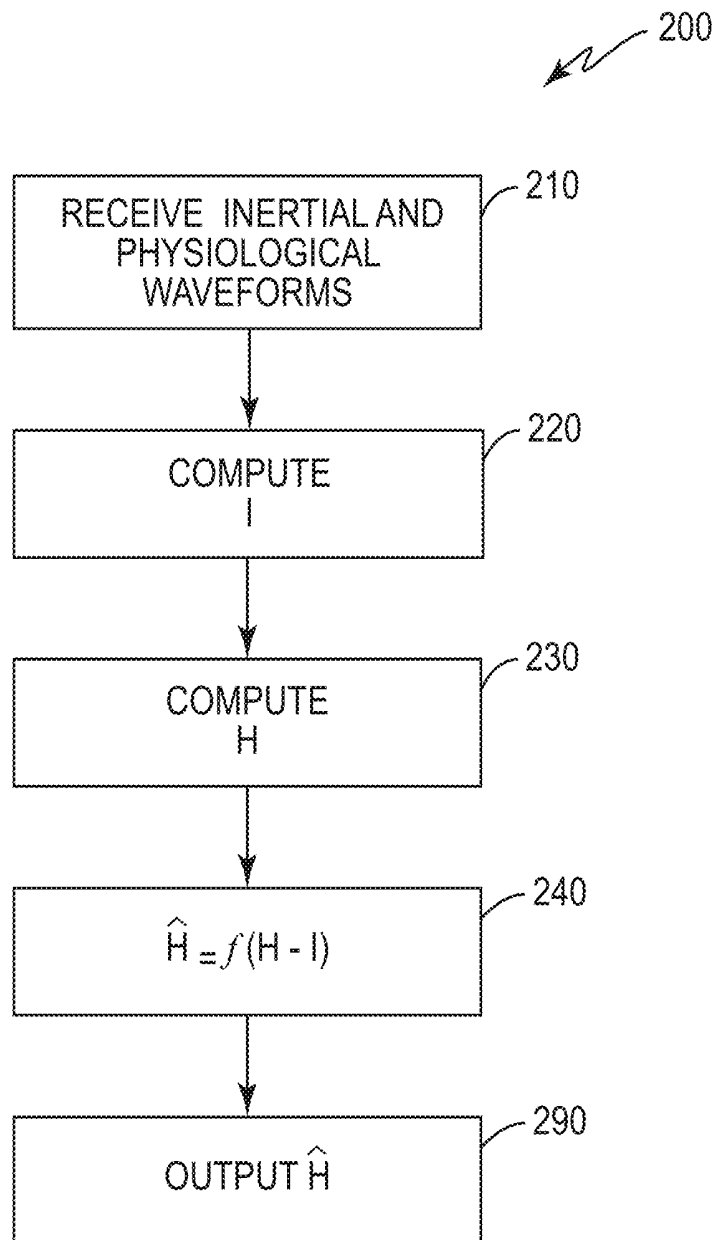 200
210
RECEIVE INERTIAL AND
PHYSIOLOGICAL
WAVEFORMS
220
COMPUTE
I
230
COMPUTE
H
240
Ĥ = f(H - I)
290
OUTPUT Ĥ